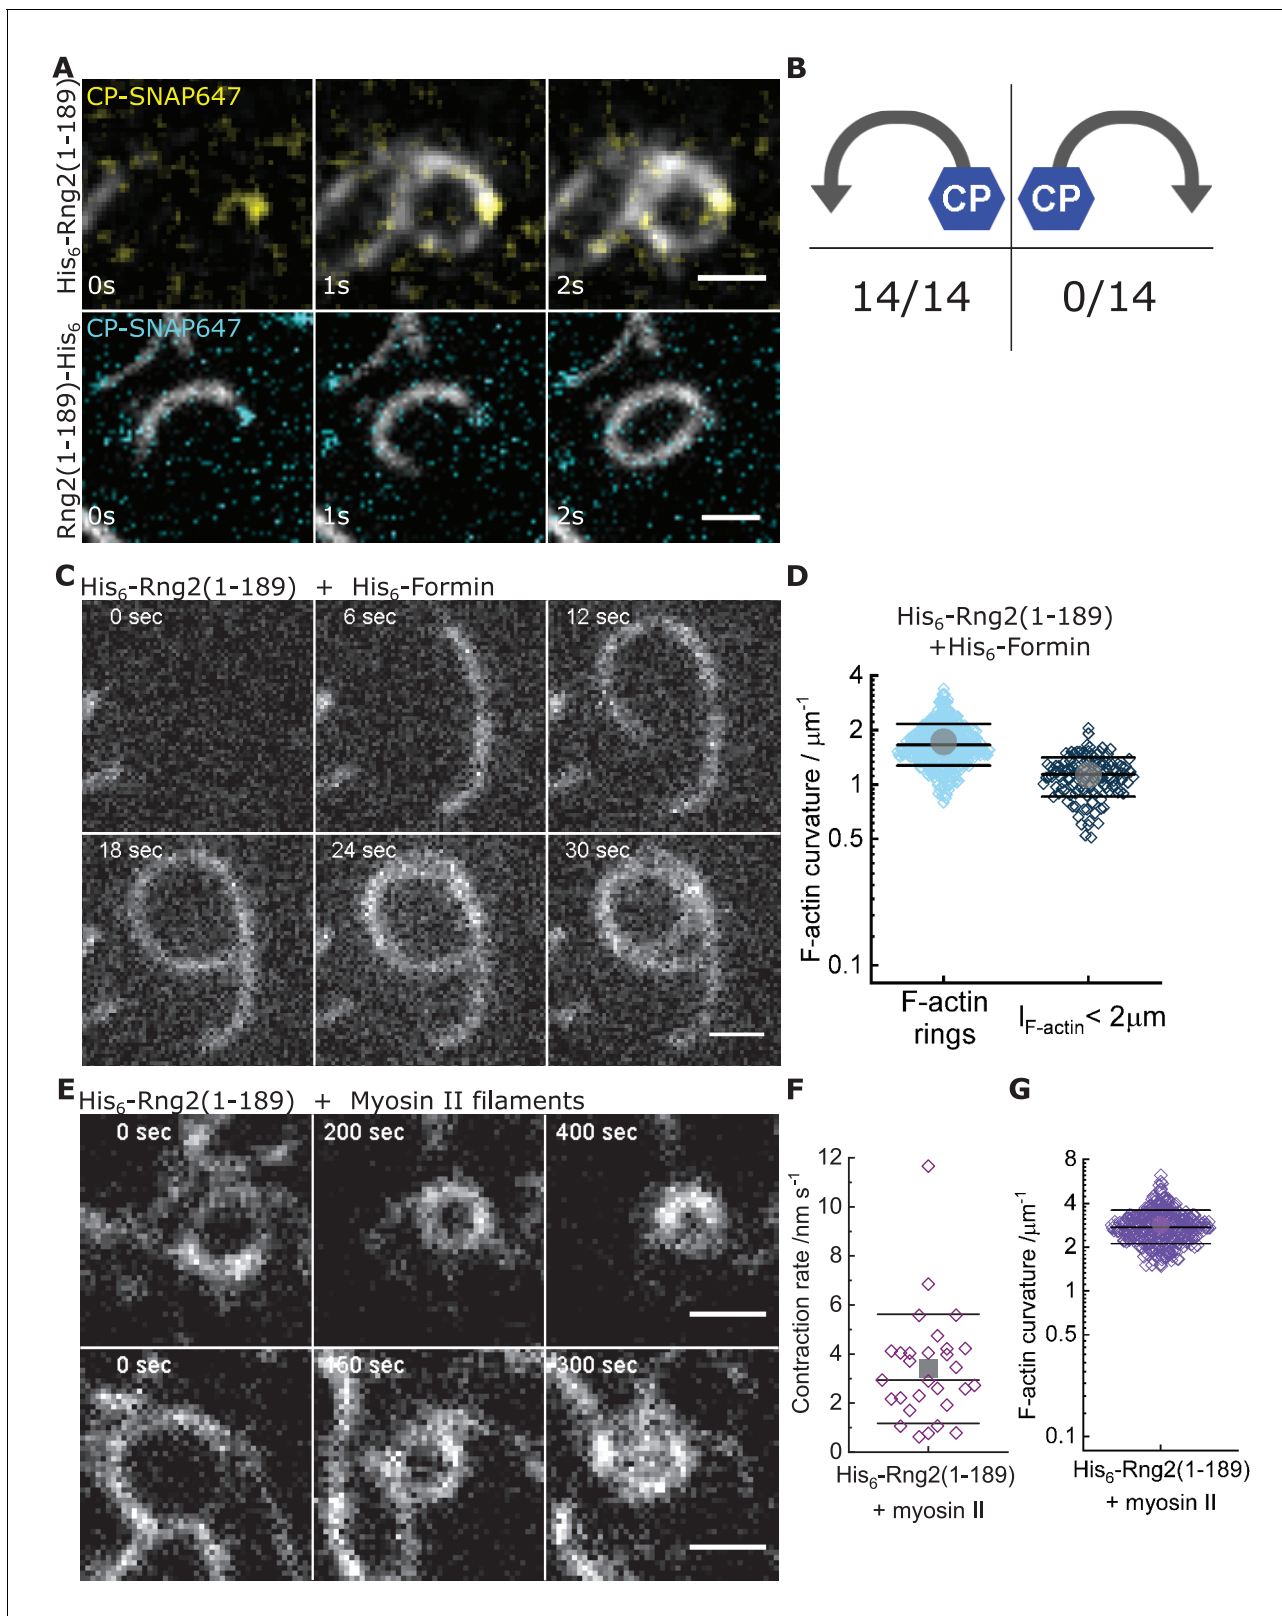 A
B
His₆-Rng2(1-189)
CP-SNAP647
0s
1s
2s
CP
CP
14/14
0/14
Rng2(1-189)-His₆
CP-SNAP647
0s
1s
2s
C
His₆-Rng2(1-189) + His₆-Formin
0 sec
6 sec
12 sec
18 sec
24 sec
30 sec
D
His₆-Rng2(1-189)
+His₆-Formin
F-actin curvature / μm⁻¹
4
2
1
0.5
0.1
F-actin
rings
l_F-actin < 2μm
E
His₆-Rng2(1-189) + Myosin II filaments
0 sec
200 sec
400 sec
0 sec
150 sec
300 sec
F
Contraction rate /nm s⁻¹
12
10
8
6
4
2
0
His₆-Rng2(1-189)
+ myosin II
G
F-actin curvature /μm⁻¹
8
4
2
1
0.5
0.1
His₆-Rng2(1-189)
+ myosin II